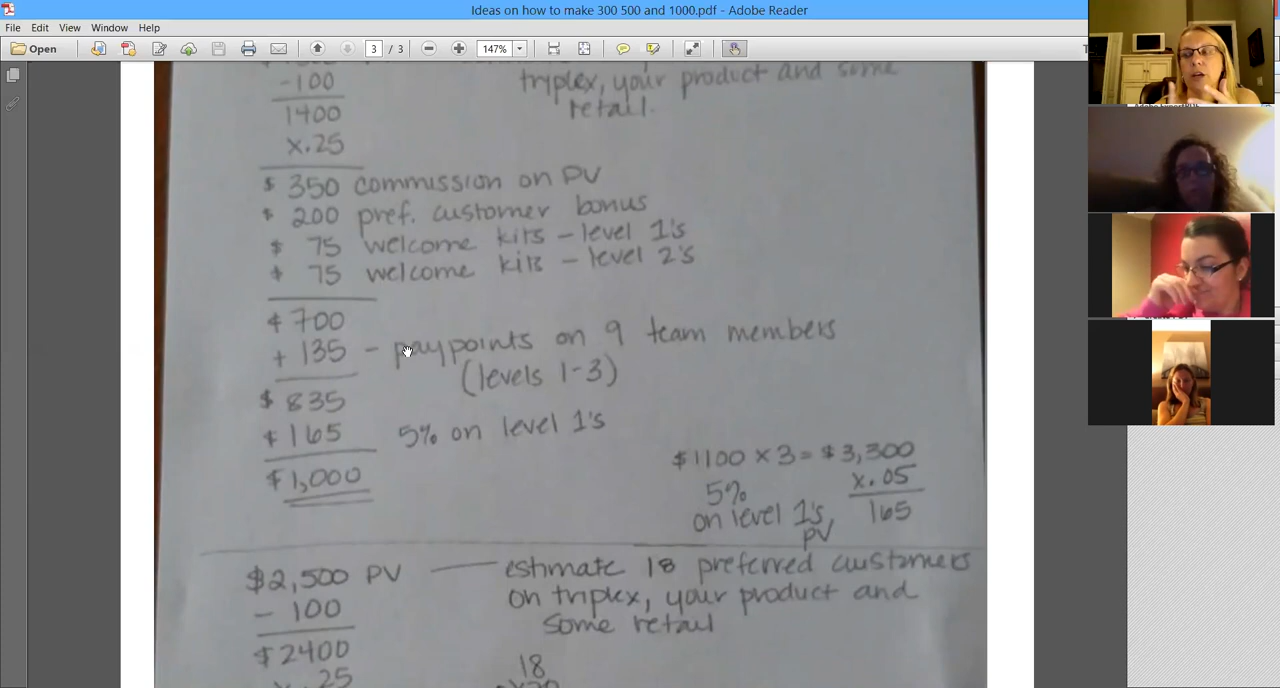 Ideas on how to make 300 500 and 1000.pdf - Adobe Reader
File Edit View Window Help
Open 3 / 3 147%
triplex, your product and some
-100 retail.
1400
x.25
$ 350 commission on PV
$ 200 pref. customer bonus
$ 75 welcome kits - level 1's
+ 75 welcome kits - level 2's
$ 700
+ 135 - paypoints on 9 team members
(levels 1-3)
$ 835
$ 165 5% on level 1's
$1,000
$1100 x 3 = $3,300
5% x.05
on level 1's, 165
PV
$2,500 PV — estimate 18 preferred customers
- 100 on triplex, your product and
some retail
$2400
x .25
18